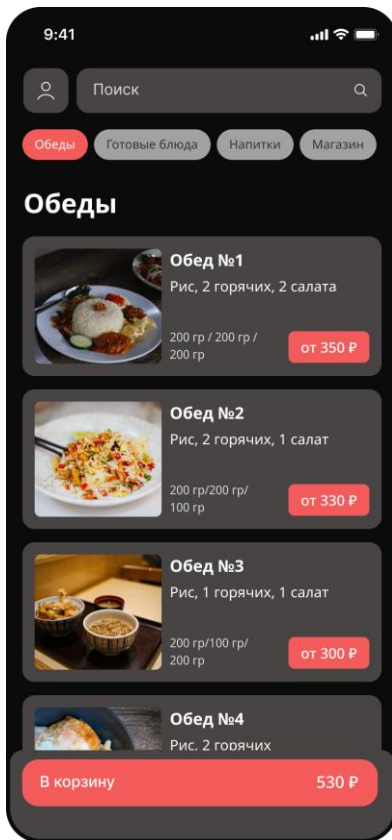 9:41
Поиск
Обеды Готовые блюда Напитки Магазин
Обеды
Обед №1
Рис, 2 горячих, 2 салата
200 гр / 200 гр /
200 гр
от 350 ₽
Обед №2
Рис, 2 горячих, 1 салат
200 гр/200 гр/
100 гр
от 330 ₽
Обед №3
Рис, 1 горячих, 1 салат
200 гр/100 гр/
200 гр
от 300 ₽
Обед №4
Рис, 2 горячих
В корзину 530 ₽